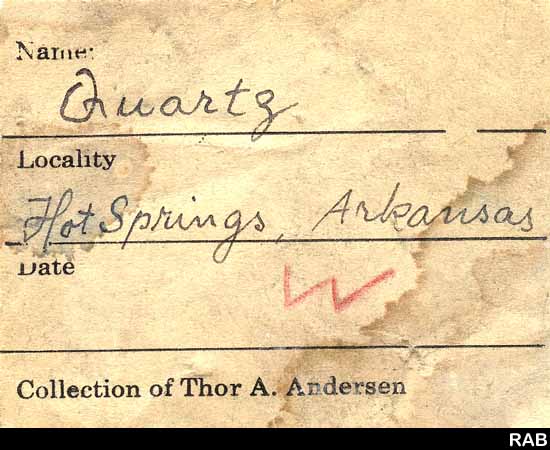 Name:
Quartz
Locality
Hot Springs, Arkansas
Date
Collection of Thor A. Andersen
RAB